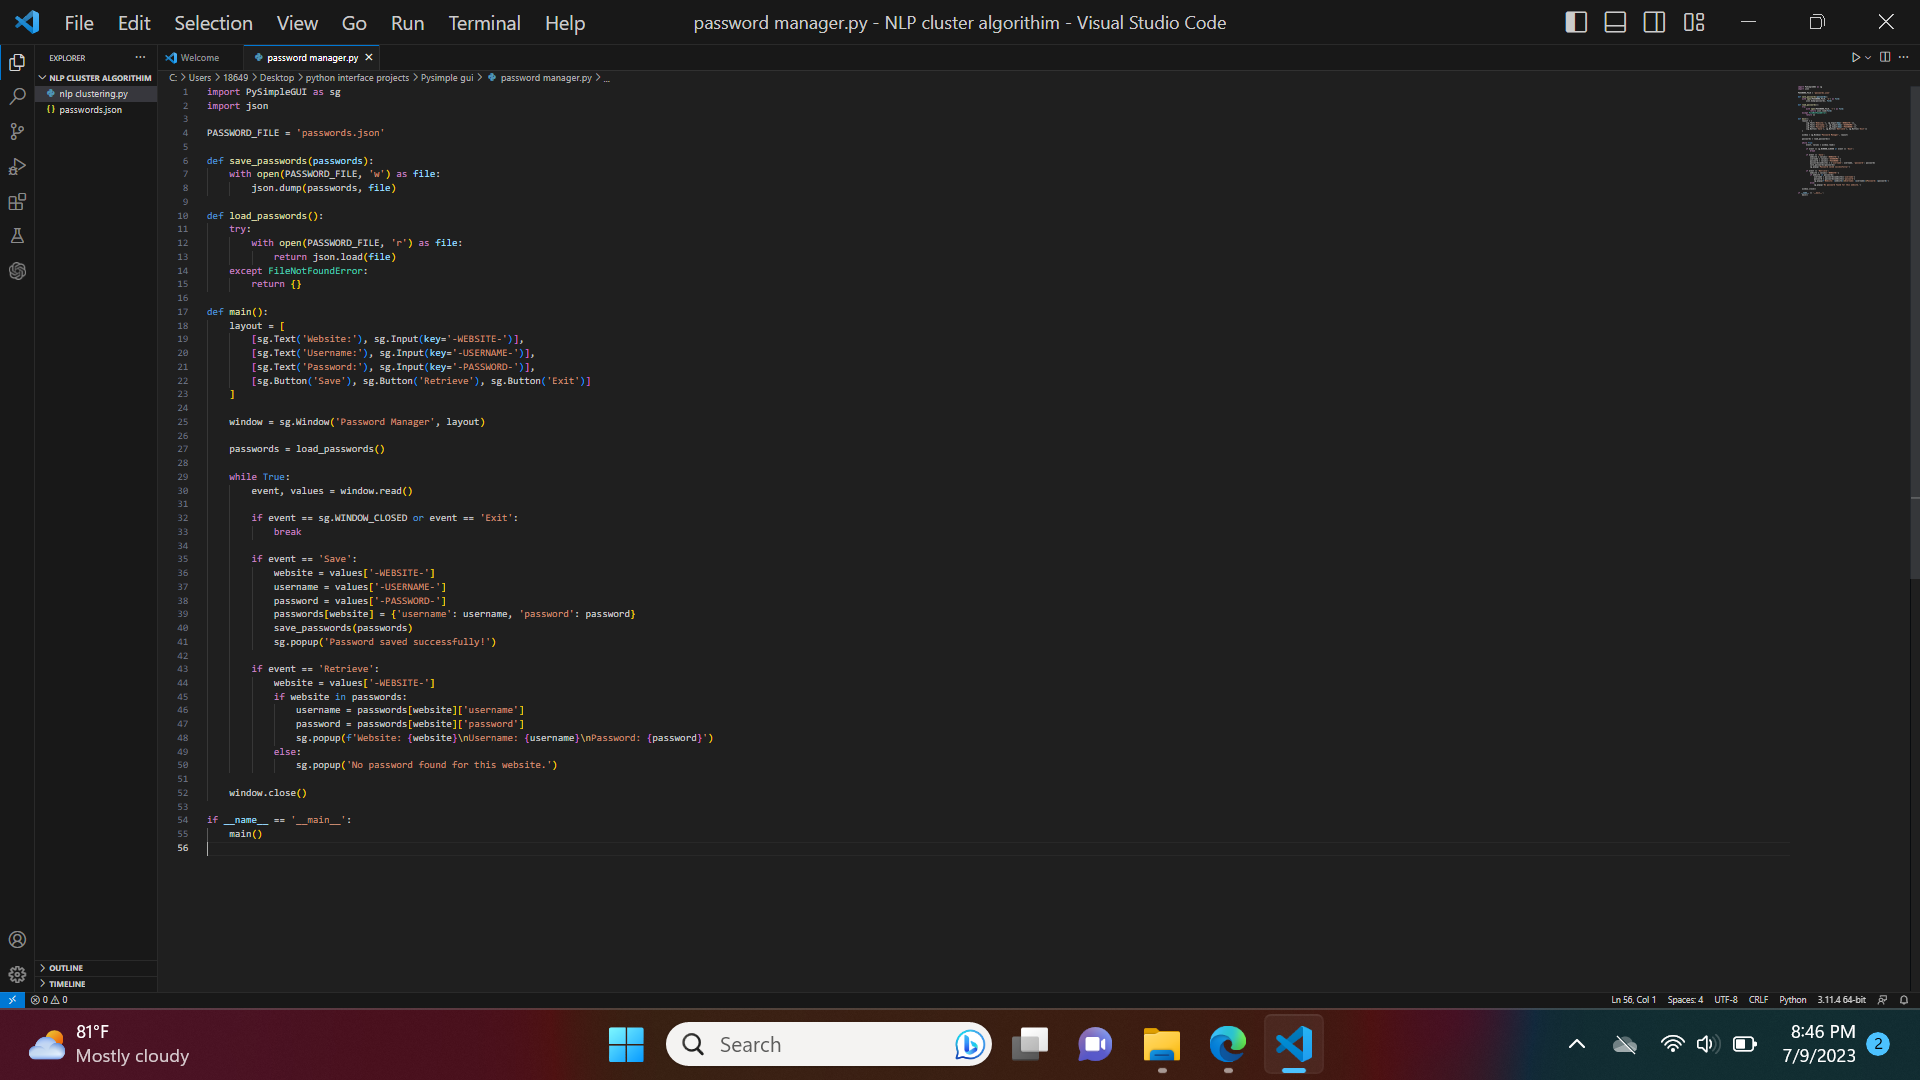 File Edit Selection View Go Run Terminal Help password manager.py - NLP cluster algorithim - Visual Studio Code
EXPLORER ...
NLP CLUSTER ALGORITHIM
nlp clustering.py
{} passwords.json
OUTLINE
TIMELINE
Welcome password manager.py
C: > Users > 18649 > Desktop > python interface projects > Pysimple gui > password manager.py > ...
1 import PySimpleGUI as sg
2 import json
3
4 PASSWORD_FILE = 'passwords.json'
5
6 def save_passwords(passwords):
7     with open(PASSWORD_FILE, 'w') as file:
8         json.dump(passwords, file)
9
10 def load_passwords():
11     try:
12         with open(PASSWORD_FILE, 'r') as file:
13             return json.load(file)
14     except FileNotFoundError:
15         return {}
16
17 def main():
18     layout = [
19         [sg.Text('Website:'), sg.Input(key='-WEBSITE-')],
20         [sg.Text('Username:'), sg.Input(key='-USERNAME-')],
21         [sg.Text('Password:'), sg.Input(key='-PASSWORD-')],
22         [sg.Button('Save'), sg.Button('Retrieve'), sg.Button('Exit')]
23     ]
24
25     window = sg.Window('Password Manager', layout)
26
27     passwords = load_passwords()
28
29     while True:
30         event, values = window.read()
31
32         if event == sg.WINDOW_CLOSED or event == 'Exit':
33             break
34
35         if event == 'Save':
36             website = values['-WEBSITE-']
37             username = values['-USERNAME-']
38             password = values['-PASSWORD-']
39             passwords[website] = {'username': username, 'password': password}
40             save_passwords(passwords)
41             sg.popup('Password saved successfully!')
42
43         if event == 'Retrieve':
44             website = values['-WEBSITE-']
45             if website in passwords:
46                 username = passwords[website]['username']
47                 password = passwords[website]['password']
48                 sg.popup(f'Website: {website}\nUsername: {username}\nPassword: {password}')
49             else:
50                 sg.popup('No password found for this website.')
51
52     window.close()
53
54 if __name__ == '__main__':
55     main()
56
0 0 Ln 56, Col 1 Spaces: 4 UTF-8 CRLF Python 3.11.4 64-bit
81°F
Mostly cloudy
Search
8:46 PM
7/9/2023
2